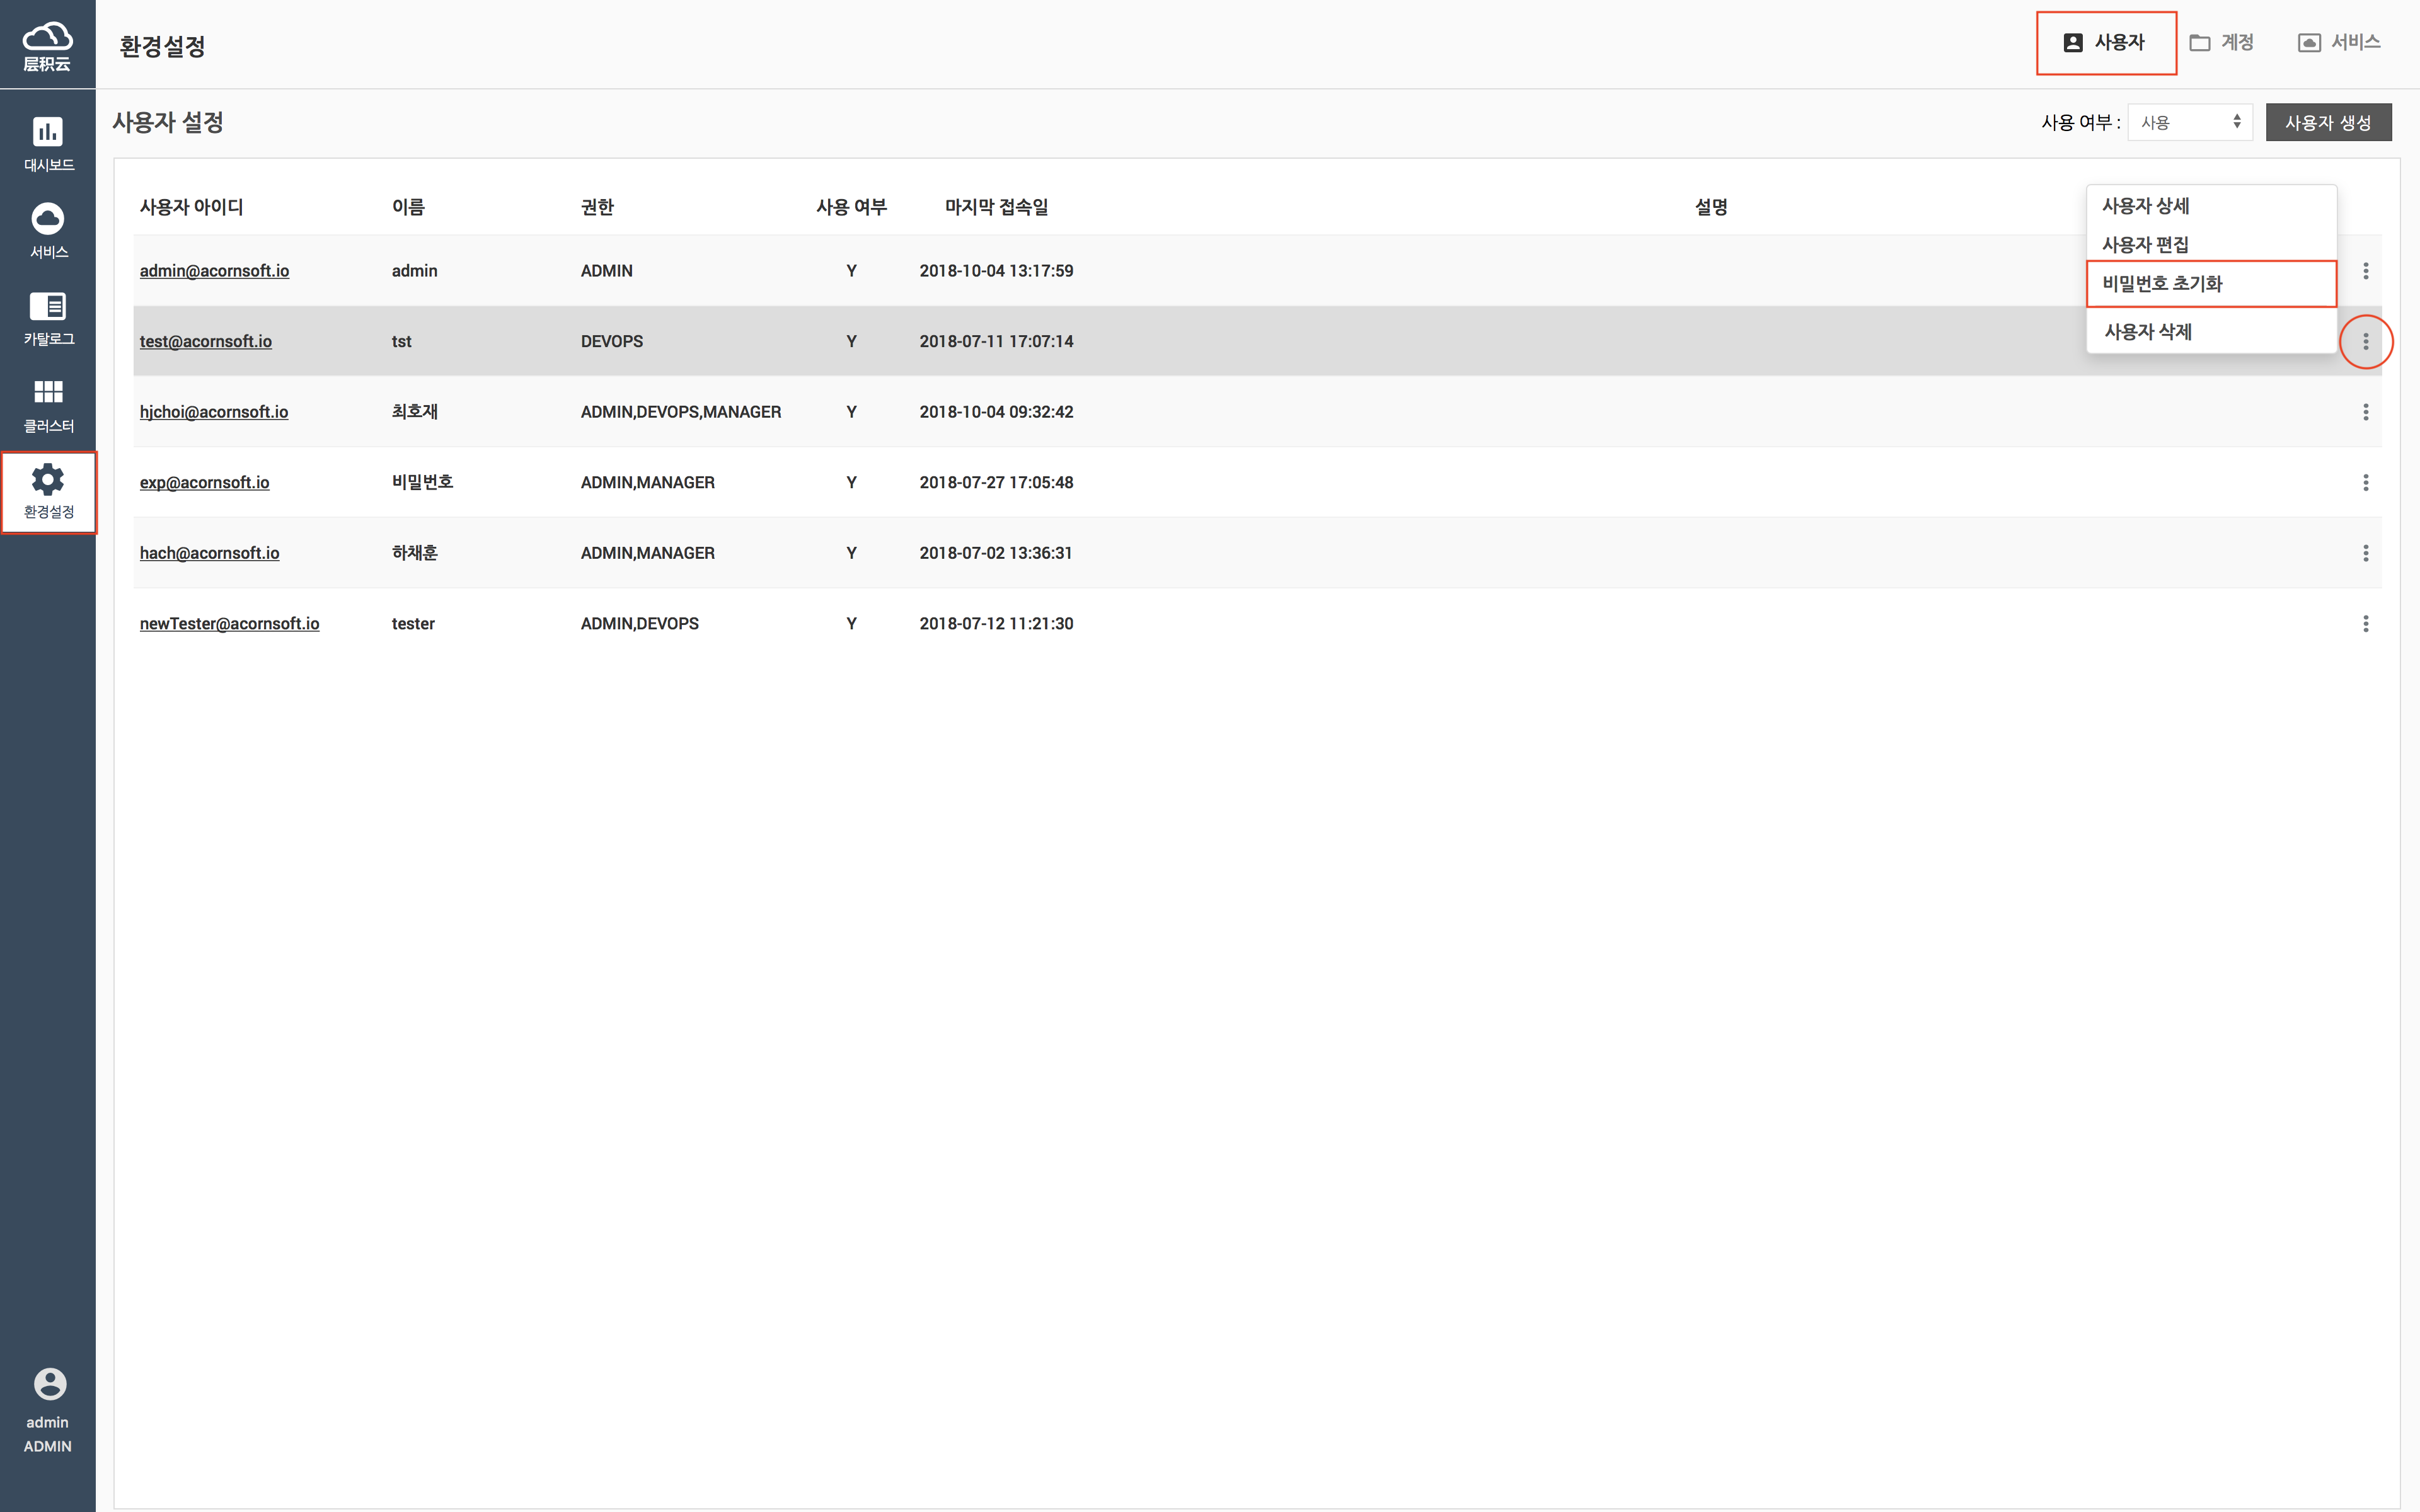 层积云
환경설정
사용자
계정
서비스
대시보드
서비스
카탈로그
클러스터
환경설정
admin
ADMIN
사용자 설정
사용 여부 :
사용
사용자 생성
사용자 아이디 이름 권한 사용 여부 마지막 접속일 설명
admin@acornsoft.io admin ADMIN Y 2018-10-04 13:17:59
test@acornsoft.io tst DEVOPS Y 2018-07-11 17:07:14
hjchoi@acornsoft.io 최호재 ADMIN,DEVOPS,MANAGER Y 2018-10-04 09:32:42
exp@acornsoft.io 비밀번호 ADMIN,MANAGER Y 2018-07-27 17:05:48
hach@acornsoft.io 하채훈 ADMIN,MANAGER Y 2018-07-02 13:36:31
newTester@acornsoft.io tester ADMIN,DEVOPS Y 2018-07-12 11:21:30
사용자 상세
사용자 편집
비밀번호 초기화
사용자 삭제